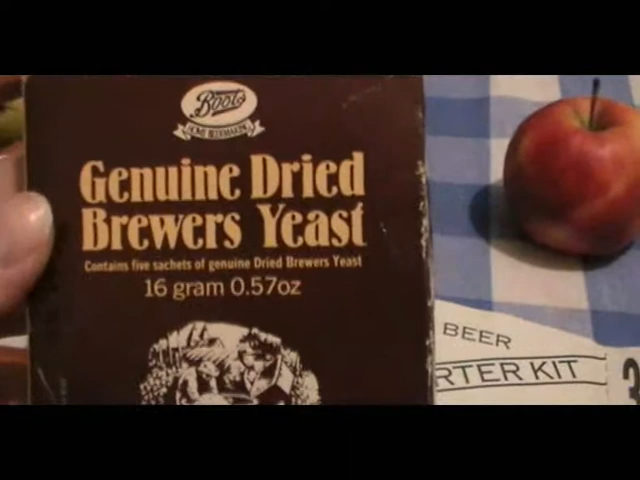 Boots
HOME BEERMAKING
Genuine Dried
Brewers Yeast
Contains five sachets of genuine Dried Brewers Yeast
16 gram 0.57oz
BEER
RTER KIT
3